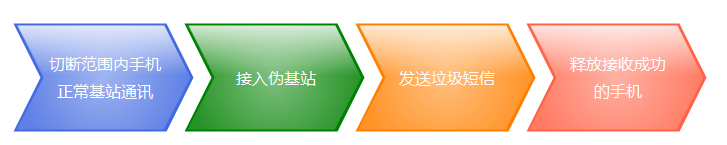 切断范围内手机
正常基站通讯
接入伪基站
发送垃圾短信
释放接收成功
的手机